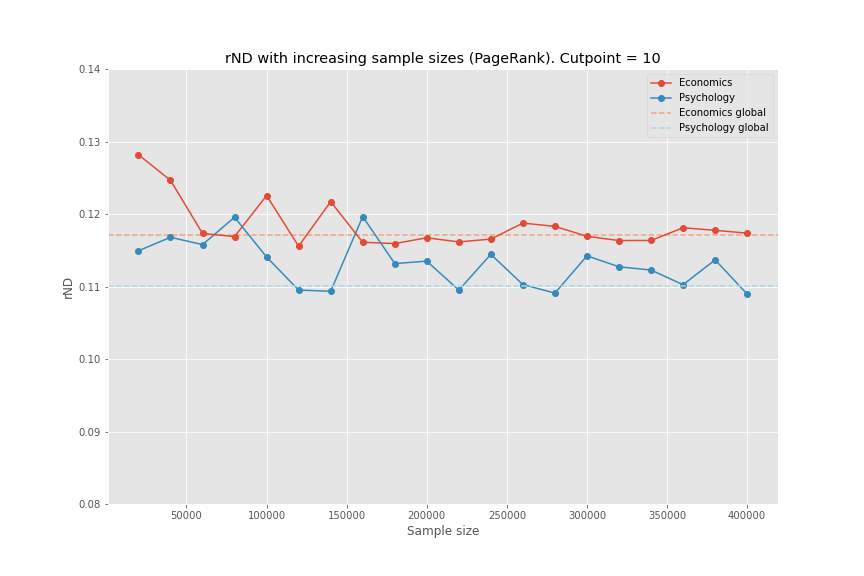 rND with increasing sample sizes (PageRank). Cutpoint = 10
Economics
Psychology
Economics global
Psychology global
0.14
0.13
0.12
0.11
0.10
0.09
0.08
rND
50000 100000 150000 200000 250000 300000 350000 400000
Sample size